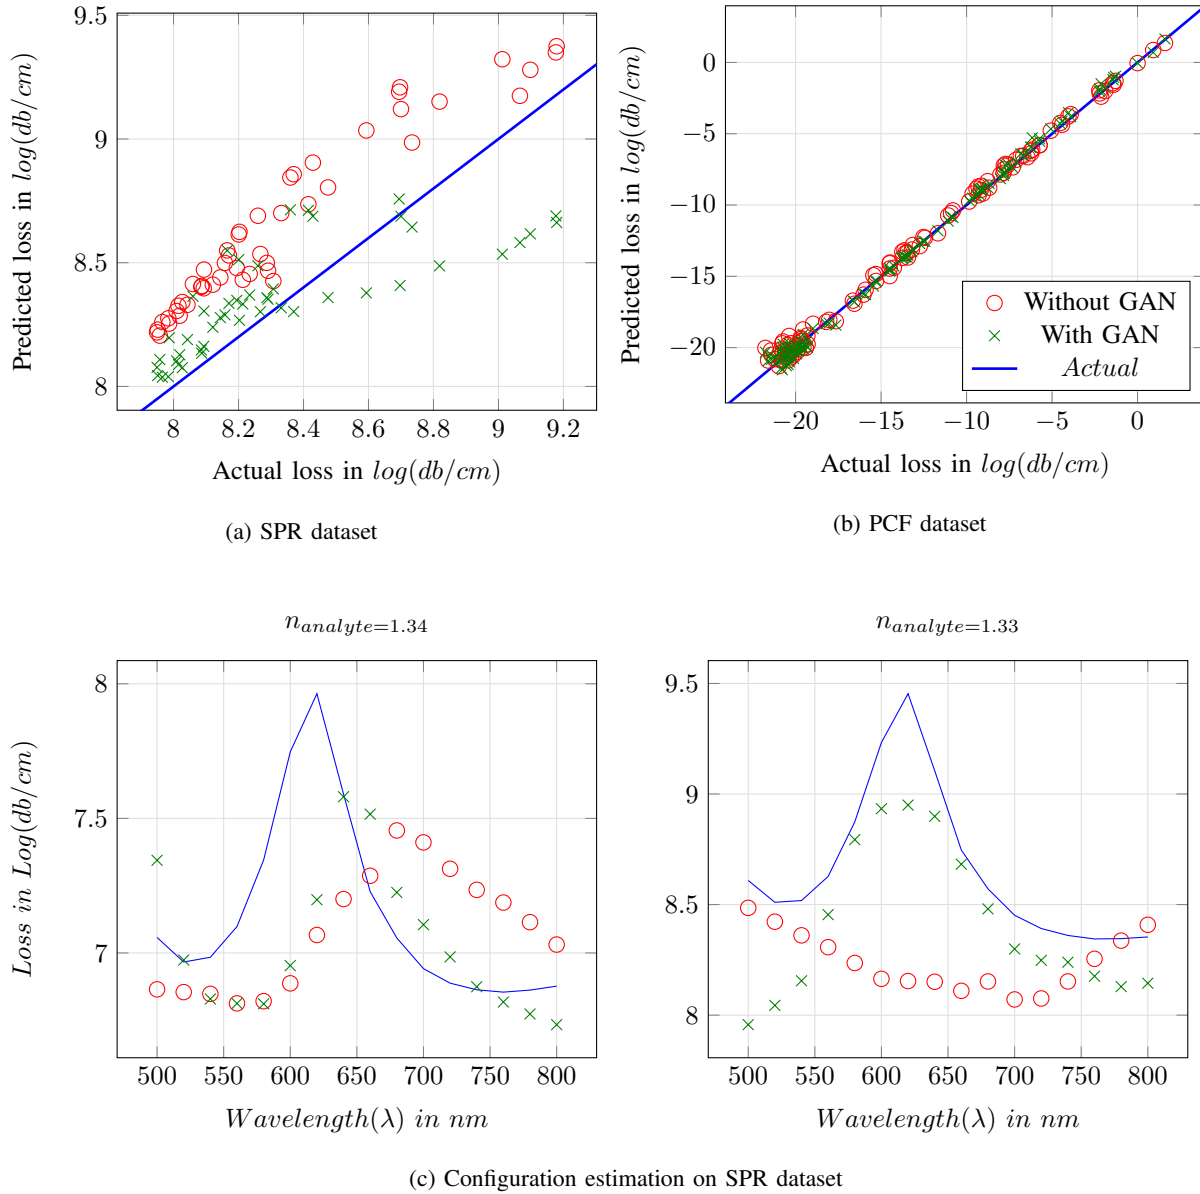 9.5
9
8.5
8
8
8.2
8.4
8.6
8.8
9
9.2
Predicted loss in log(db/cm)
Actual loss in log(db/cm)
(a) SPR dataset
0
−5
−10
−15
−20
−20
−15
−10
−5
0
Predicted loss in log(db/cm)
Without GAN
With GAN
Actual
Actual loss in log(db/cm)
(b) PCF dataset
n_{analyte=1.34}
8
7.5
7
500
550
600
650
700
750
800
Loss in Log(db/cm)
Wavelength(λ) in nm
n_{analyte=1.33}
9.5
9
8.5
8
500
550
600
650
700
750
800
Wavelength(λ) in nm
(c) Configuration estimation on SPR dataset